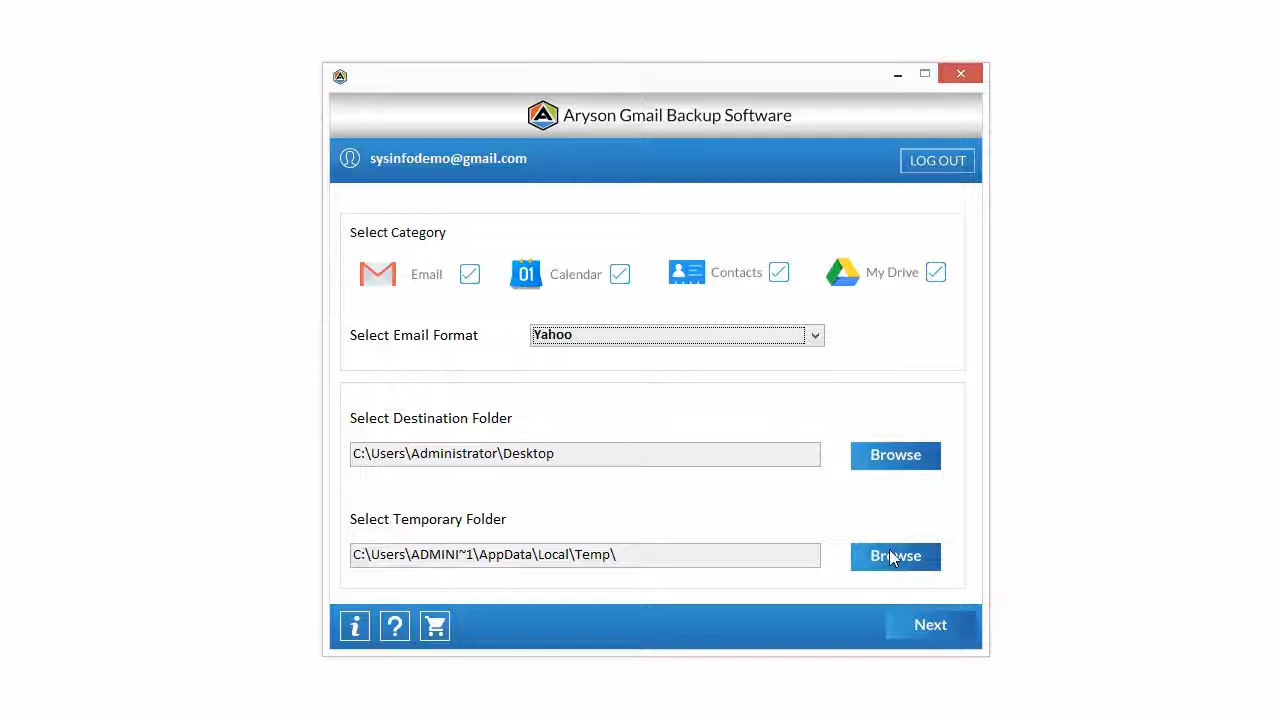 Aryson Gmail Backup Software
sysinfodemo@gmail.com
LOG OUT
Select Category
Email
01
Calendar
Contacts
My Drive
Select Email Format
Yahoo
Select Destination Folder
C:\Users\Administrator\Desktop
Browse
Select Temporary Folder
C:\Users\ADMINI~1\AppData\Local\Temp\
Browse
i
?
Next